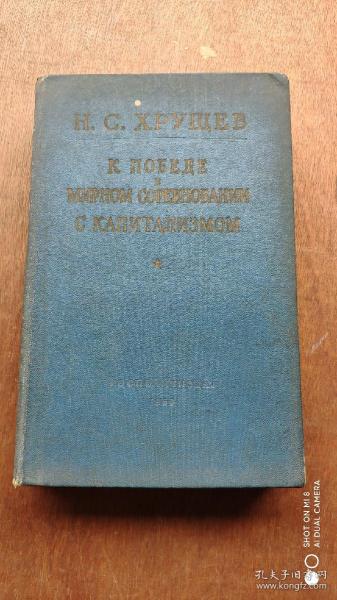 Н. С. ХРУЩЕВ
К ПОБЕДЕ
В
МИРНОМ СОРЕВНОВАНИИ
С КАПИТАЛИЗМОМ
SHOT ON MI 8
AI DUAL CAMERA
孔夫子旧书网